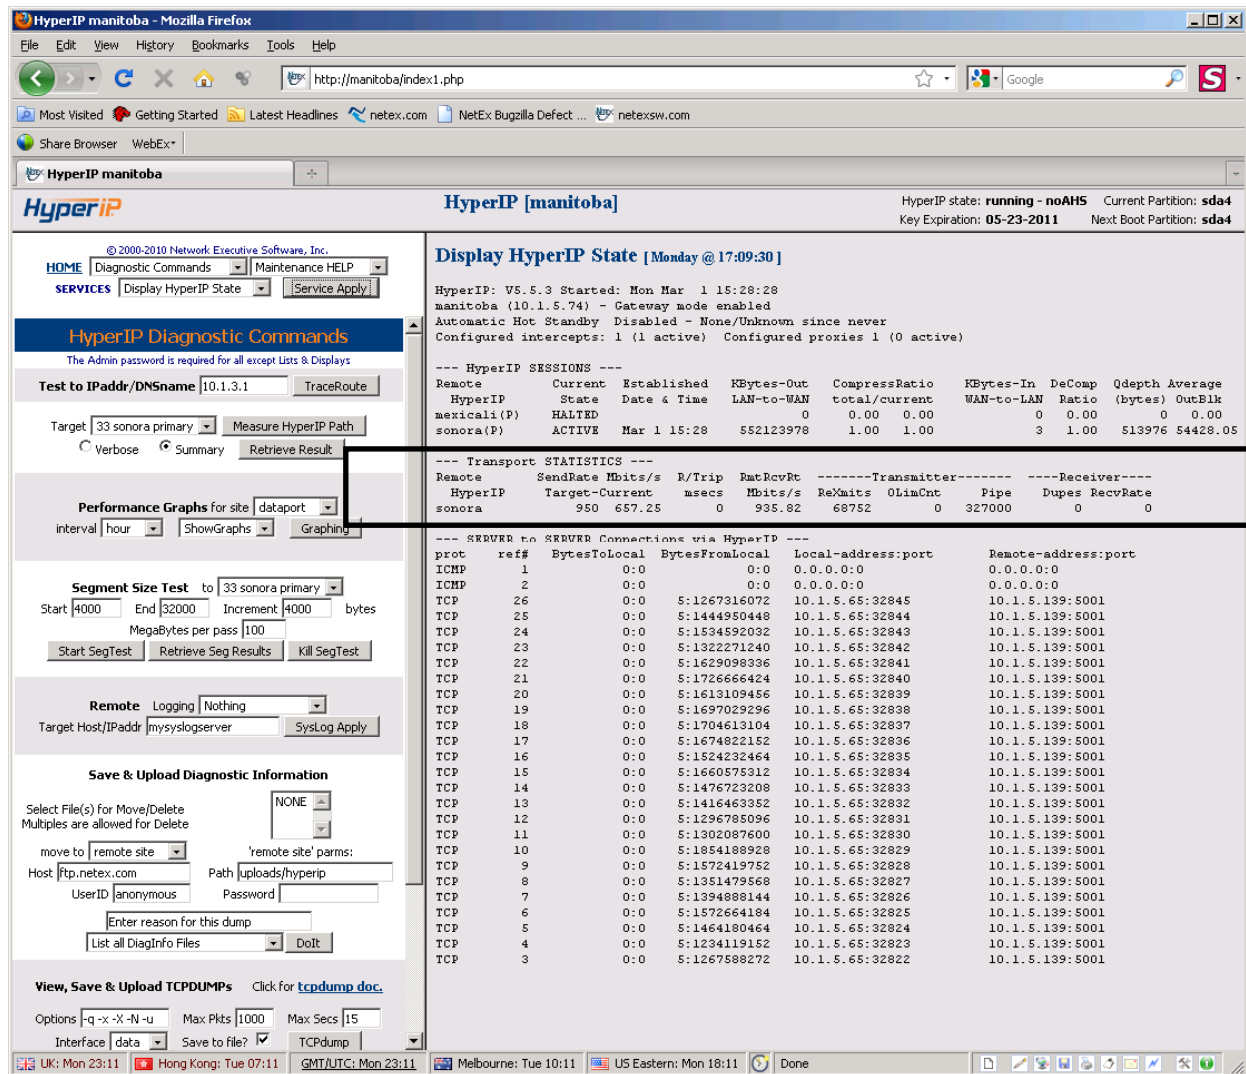 HyperIP manitoba - Mozilla Firefox
File Edit View History Bookmarks Tools Help
http://manitoba/index1.php
Google
Most Visited Getting Started Latest Headlines netex.com NetEx Bugzilla Defect ... netexsw.com
Share Browser WebEx
HyperIP manitoba
HyperIP
HyperIP [manitoba]
HyperIP state: running - noAHS Current Partition: sda4
Key Expiration: 05-23-2011 Next Boot Partition: sda4
© 2000-2010 Network Executive Software, Inc.
HOME Diagnostic Commands Maintenance HELP
SERVICES Display HyperIP State Service Apply
HyperIP Diagnostic Commands
The Admin password is required for all except Lists & Displays
Test to IPaddr/DNSname 10.1.3.1 TraceRoute
Target 33 sonora primary Measure HyperIP Path
Verbose Summary Retrieve Result
Performance Graphs for site dataport
interval hour ShowGraphs Graphing
Segment Size Test to 33 sonora primary
Start 4000 End 32000 Increment 4000 bytes
MegaBytes per pass 100
Start SegTest Retrieve Seg Results Kill SegTest
Remote Logging Nothing
Target Host/IPaddr mysyslogserver SysLog Apply
Save & Upload Diagnostic Information
Select File(s) for Move/Delete
Multiples are allowed for Delete
NONE
move to remote site 'remote site' parms:
Host ftp.netex.com Path uploads/hyperip
UserID anonymous Password
Enter reason for this dump
List all DiagInfo Files DoIt
View, Save & Upload TCPDUMPs Click for tcpdump doc.
Options -q -x -X -N -u Max Pkts 1000 Max Secs 15
Interface data Save to file? TCPdump
Display HyperIP State [ Monday @ 17:09:30 ]
HyperIP: V5.5.3 Started: Mon Mar 1 15:28:28
manitoba (10.1.5.74) - Gateway mode enabled
Automatic Hot Standby Disabled - None/Unknown since never
Configured intercepts: 1 (1 active) Configured proxies 1 (0 active)
--- HyperIP SESSIONS ---
Remote Current Established KBytes-Out CompressRatio KBytes-In DeComp Qdepth Average
HyperIP State Date & Time LAN-to-WAN total/current WAN-to-LAN Ratio (bytes) OutBlk
mexicali(P) HALTED 0 0.00 0.00 0 0.00 0 0.00
sonora(P) ACTIVE Mar 1 15:28 552123978 1.00 1.00 3 1.00 513976 54428.05
--- Transport STATISTICS ---
Remote SendRate Mbits/s R/Trip RmtRcvRt -------Transmitter------- ----Receiver----
HyperIP Target-Current msecs Mbits/s ReXmits OLimCnt Pipe Dupes RecvRate
sonora 950 657.25 0 935.82 68752 0 327000 0 0
--- SERVER to SERVER Connections via HyperIP ---
prot ref# BytesToLocal BytesFromLocal Local-address:port Remote-address:port
ICMP 1 0:0 0:0 0.0.0.0:0 0.0.0.0:0
ICMP 2 0:0 0:0 0.0.0.0:0 0.0.0.0:0
TCP 26 0:0 5:1267316072 10.1.5.65:32845 10.1.5.139:5001
TCP 25 0:0 5:1444950448 10.1.5.65:32844 10.1.5.139:5001
TCP 24 0:0 5:1534592032 10.1.5.65:32843 10.1.5.139:5001
TCP 23 0:0 5:1322271240 10.1.5.65:32842 10.1.5.139:5001
TCP 22 0:0 5:1629098336 10.1.5.65:32841 10.1.5.139:5001
TCP 21 0:0 5:1726666424 10.1.5.65:32840 10.1.5.139:5001
TCP 20 0:0 5:1613109456 10.1.5.65:32839 10.1.5.139:5001
TCP 19 0:0 5:1697029296 10.1.5.65:32838 10.1.5.139:5001
TCP 18 0:0 5:1704613104 10.1.5.65:32837 10.1.5.139:5001
TCP 17 0:0 5:1674822152 10.1.5.65:32836 10.1.5.139:5001
TCP 16 0:0 5:1524232464 10.1.5.65:32835 10.1.5.139:5001
TCP 15 0:0 5:1660575312 10.1.5.65:32834 10.1.5.139:5001
TCP 14 0:0 5:1476723208 10.1.5.65:32833 10.1.5.139:5001
TCP 13 0:0 5:1416463352 10.1.5.65:32832 10.1.5.139:5001
TCP 12 0:0 5:1296785096 10.1.5.65:32831 10.1.5.139:5001
TCP 11 0:0 5:1302087600 10.1.5.65:32830 10.1.5.139:5001
TCP 10 0:0 5:1854188928 10.1.5.65:32829 10.1.5.139:5001
TCP 9 0:0 5:1572419752 10.1.5.65:32828 10.1.5.139:5001
TCP 8 0:0 5:1351479568 10.1.5.65:32827 10.1.5.139:5001
TCP 7 0:0 5:1394888144 10.1.5.65:32826 10.1.5.139:5001
TCP 6 0:0 5:1572664184 10.1.5.65:32825 10.1.5.139:5001
TCP 5 0:0 5:1464180464 10.1.5.65:32824 10.1.5.139:5001
TCP 4 0:0 5:1234119152 10.1.5.65:32823 10.1.5.139:5001
TCP 3 0:0 5:1267588272 10.1.5.65:32822 10.1.5.139:5001
UK: Mon 23:11 Hong Kong: Tue 07:11 GMT/UTC: Mon 23:11 Melbourne: Tue 10:11 US Eastern: Mon 18:11 Done